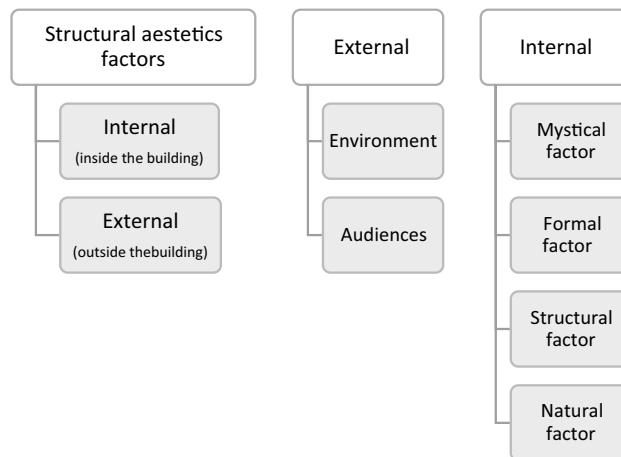 Structural aestetics
factors
Internal
(inside the building)
External
(outside thebuilding)
External
Environment
Audiences
Internal
Mystical
factor
Formal
factor
Structural
factor
Natural
factor